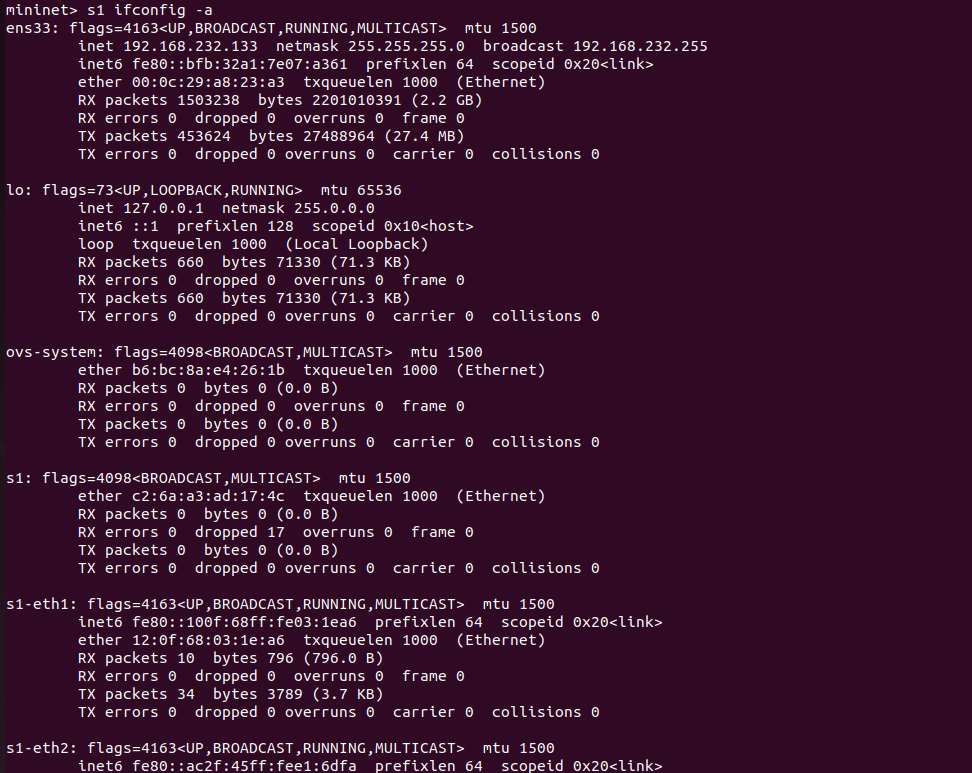 mininet> s1 ifconfig -a
ens33: flags=4163<UP,BROADCAST,RUNNING,MULTICAST>  mtu 1500
        inet 192.168.232.133  netmask 255.255.255.0  broadcast 192.168.232.255
        inet6 fe80::bfb:32a1:7e07:a361  prefixlen 64  scopeid 0x20<link>
        ether 00:0c:29:a8:23:a3  txqueuelen 1000  (Ethernet)
        RX packets 1503238  bytes 2201010391 (2.2 GB)
        RX errors 0  dropped 0  overruns 0  frame 0
        TX packets 453624  bytes 27488964 (27.4 MB)
        TX errors 0  dropped 0 overruns 0  carrier 0  collisions 0

lo: flags=73<UP,LOOPBACK,RUNNING>  mtu 65536
        inet 127.0.0.1  netmask 255.0.0.0
        inet6 ::1  prefixlen 128  scopeid 0x10<host>
        loop  txqueuelen 1000  (Local Loopback)
        RX packets 660  bytes 71330 (71.3 KB)
        RX errors 0  dropped 0  overruns 0  frame 0
        TX packets 660  bytes 71330 (71.3 KB)
        TX errors 0  dropped 0 overruns 0  carrier 0  collisions 0

ovs-system: flags=4098<BROADCAST,MULTICAST>  mtu 1500
        ether b6:bc:8a:e4:26:1b  txqueuelen 1000  (Ethernet)
        RX packets 0  bytes 0 (0.0 B)
        RX errors 0  dropped 0  overruns 0  frame 0
        TX packets 0  bytes 0 (0.0 B)
        TX errors 0  dropped 0 overruns 0  carrier 0  collisions 0

s1: flags=4098<BROADCAST,MULTICAST>  mtu 1500
        ether c2:6a:a3:ad:17:4c  txqueuelen 1000  (Ethernet)
        RX packets 0  bytes 0 (0.0 B)
        RX errors 0  dropped 17  overruns 0  frame 0
        TX packets 0  bytes 0 (0.0 B)
        TX errors 0  dropped 0 overruns 0  carrier 0  collisions 0

s1-eth1: flags=4163<UP,BROADCAST,RUNNING,MULTICAST>  mtu 1500
        inet6 fe80::100f:68ff:fe03:1ea6  prefixlen 64  scopeid 0x20<link>
        ether 12:0f:68:03:1e:a6  txqueuelen 1000  (Ethernet)
        RX packets 10  bytes 796 (796.0 B)
        RX errors 0  dropped 0  overruns 0  frame 0
        TX packets 34  bytes 3789 (3.7 KB)
        TX errors 0  dropped 0 overruns 0  carrier 0  collisions 0

s1-eth2: flags=4163<UP,BROADCAST,RUNNING,MULTICAST>  mtu 1500
        inet6 fe80::ac2f:45ff:fee1:6dfa  prefixlen 64  scopeid 0x20<link>